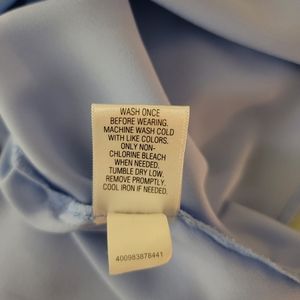 WASH ONCE
BEFORE WEARING.
MACHINE WASH COLD
WITH LIKE COLORS.
ONLY NON-
CHLORINE BLEACH
WHEN NEEDED.
TUMBLE DRY LOW,
REMOVE PROMPTLY.
COOL IRON IF NEEDED.
400983876441